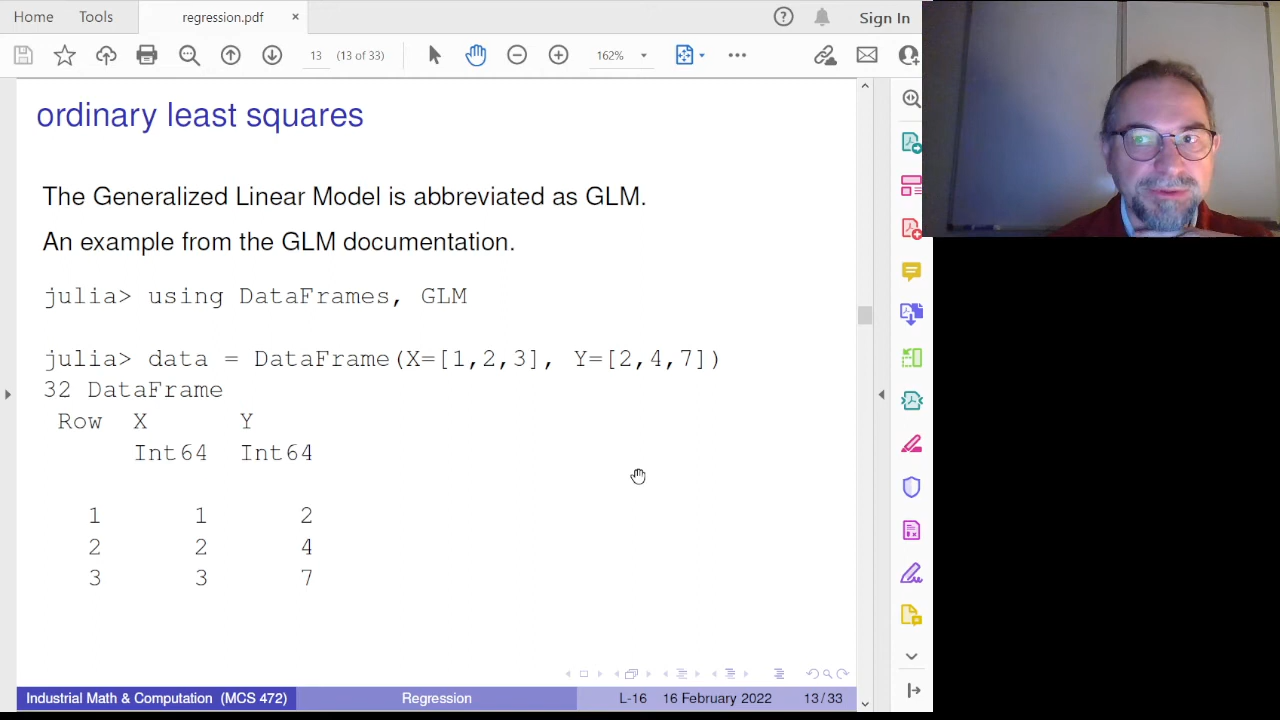 Home Tools regression.pdf × ? Sign In
13 (13 of 33) 162%
ordinary least squares
The Generalized Linear Model is abbreviated as GLM.
An example from the GLM documentation.
julia> using DataFrames, GLM
julia> data = DataFrame(X=[1,2,3], Y=[2,4,7])
32 DataFrame
Row X Y
Int64 Int64
1 1 2
2 2 4
3 3 7
Industrial Math & Computation (MCS 472) Regression L-16 16 February 2022 13 / 33